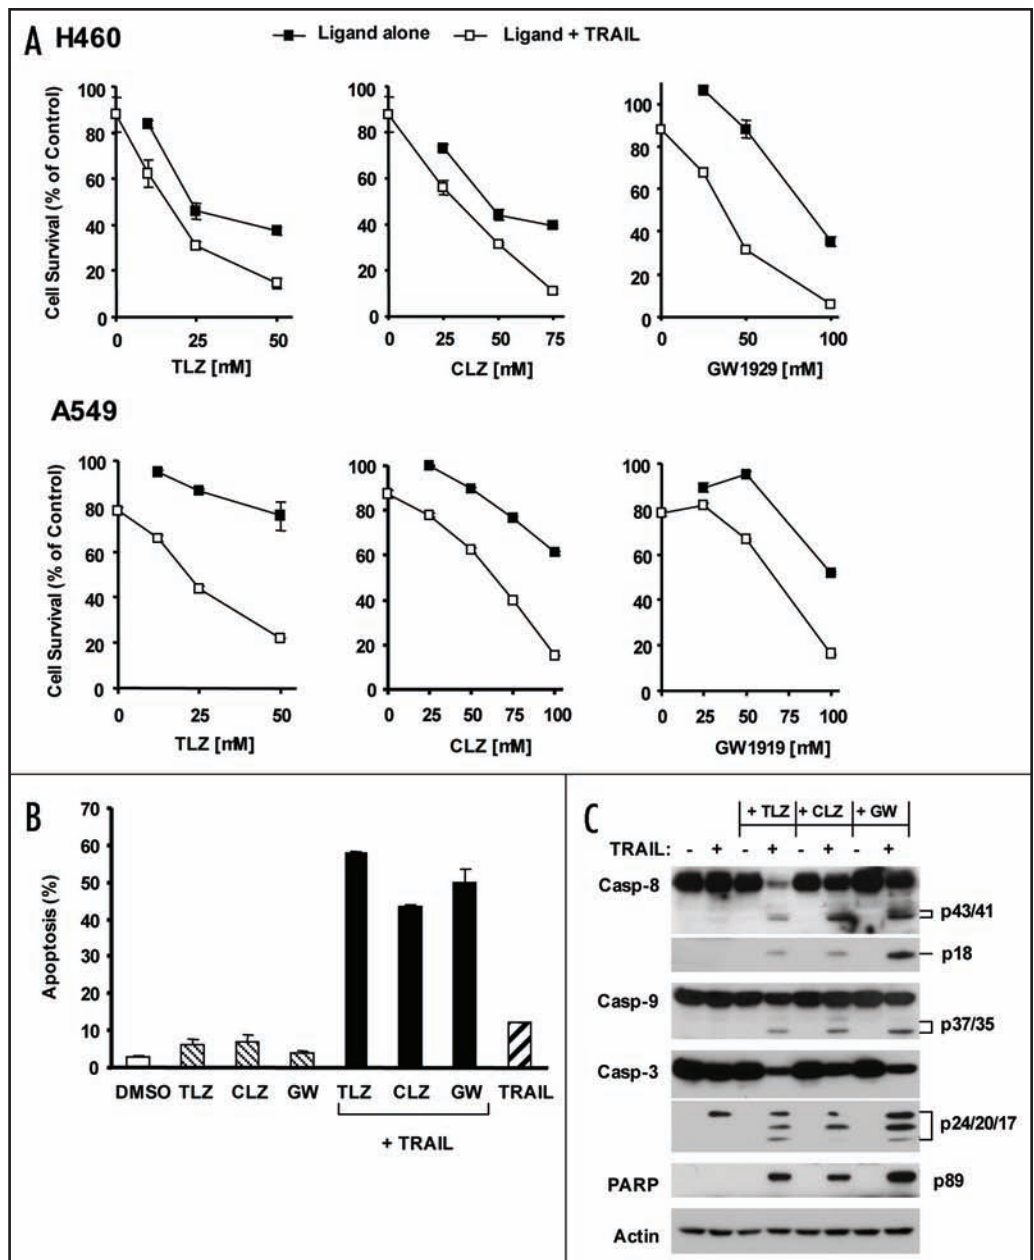 A H460
Ligand alone Ligand + TRAIL
Cell Survival (% of Control)
100
80
60
40
20
0
0 25 50
TLZ [mM]
100
80
60
40
20
0
0 25 50 75
CLZ [mM]
100
80
60
40
20
0
0 50 100
GW1929 [mM]
A549
Cell Survival (% of Control)
100
80
60
40
20
0
0 25 50
TLZ [mM]
100
80
60
40
20
0
0 25 50 75 100
CLZ [mM]
100
80
60
40
20
0
0 25 50 75 100
GW1919 [mM]
B
Apoptosis (%)
70
60
50
40
30
20
10
0
DMSO TLZ CLZ GW TLZ CLZ GW TRAIL
+ TRAIL
C
+ TLZ + CLZ + GW
TRAIL: - + - + - + - +
Casp-8
p43/41
p18
Casp-9
p37/35
Casp-3
p24/20/17
PARP p89
Actin